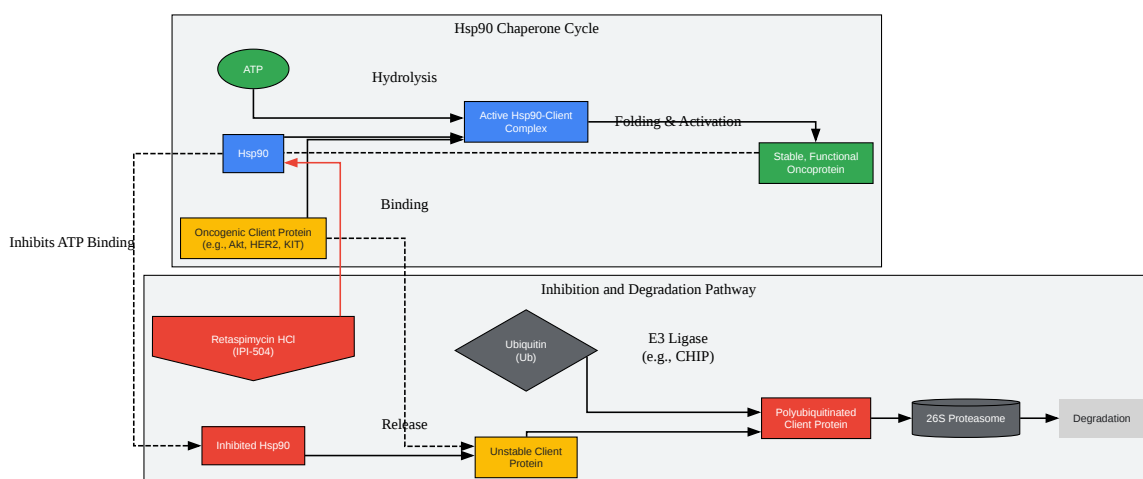 Hsp90 Chaperone Cycle
ATP
Hydrolysis
Active Hsp90-Client
Complex
Folding & Activation
Hsp90
Stable, Functional
Oncoprotein
Binding
Oncogenic Client Protein
(e.g., Akt, HER2, KIT)
Inhibits ATP Binding
Inhibition and Degradation Pathway
Retaspimycin HCl
(IPI-504)
Ubiquitin
(Ub)
E3 Ligase
(e.g., CHIP)
Polyubiquitinated
Client Protein
26S Proteasome
Degradation
Release
Inhibited Hsp90
Unstable Client
Protein